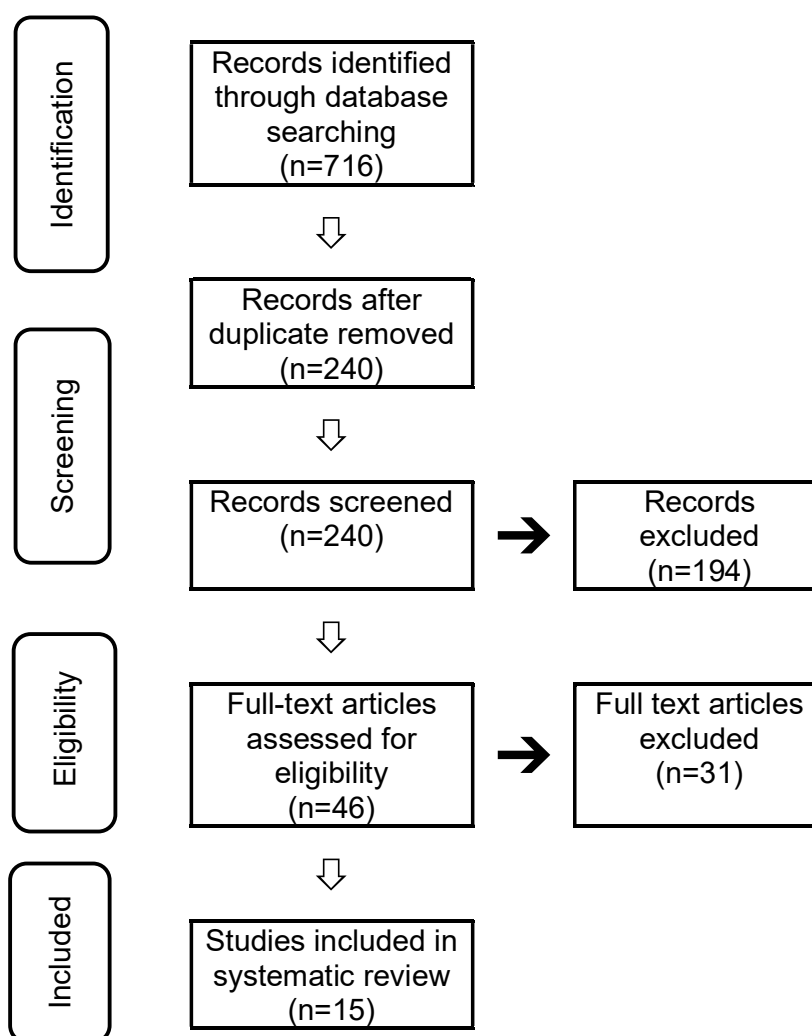 Identification
Records identified
through database
searching
(n=716)
Records after
duplicate removed
(n=240)
Screening
Records screened
(n=240)
Records
excluded
(n=194)
Eligibility
Full-text articles
assessed for
eligibility
(n=46)
Full text articles
excluded
(n=31)
Included
Studies included in
systematic review
(n=15)